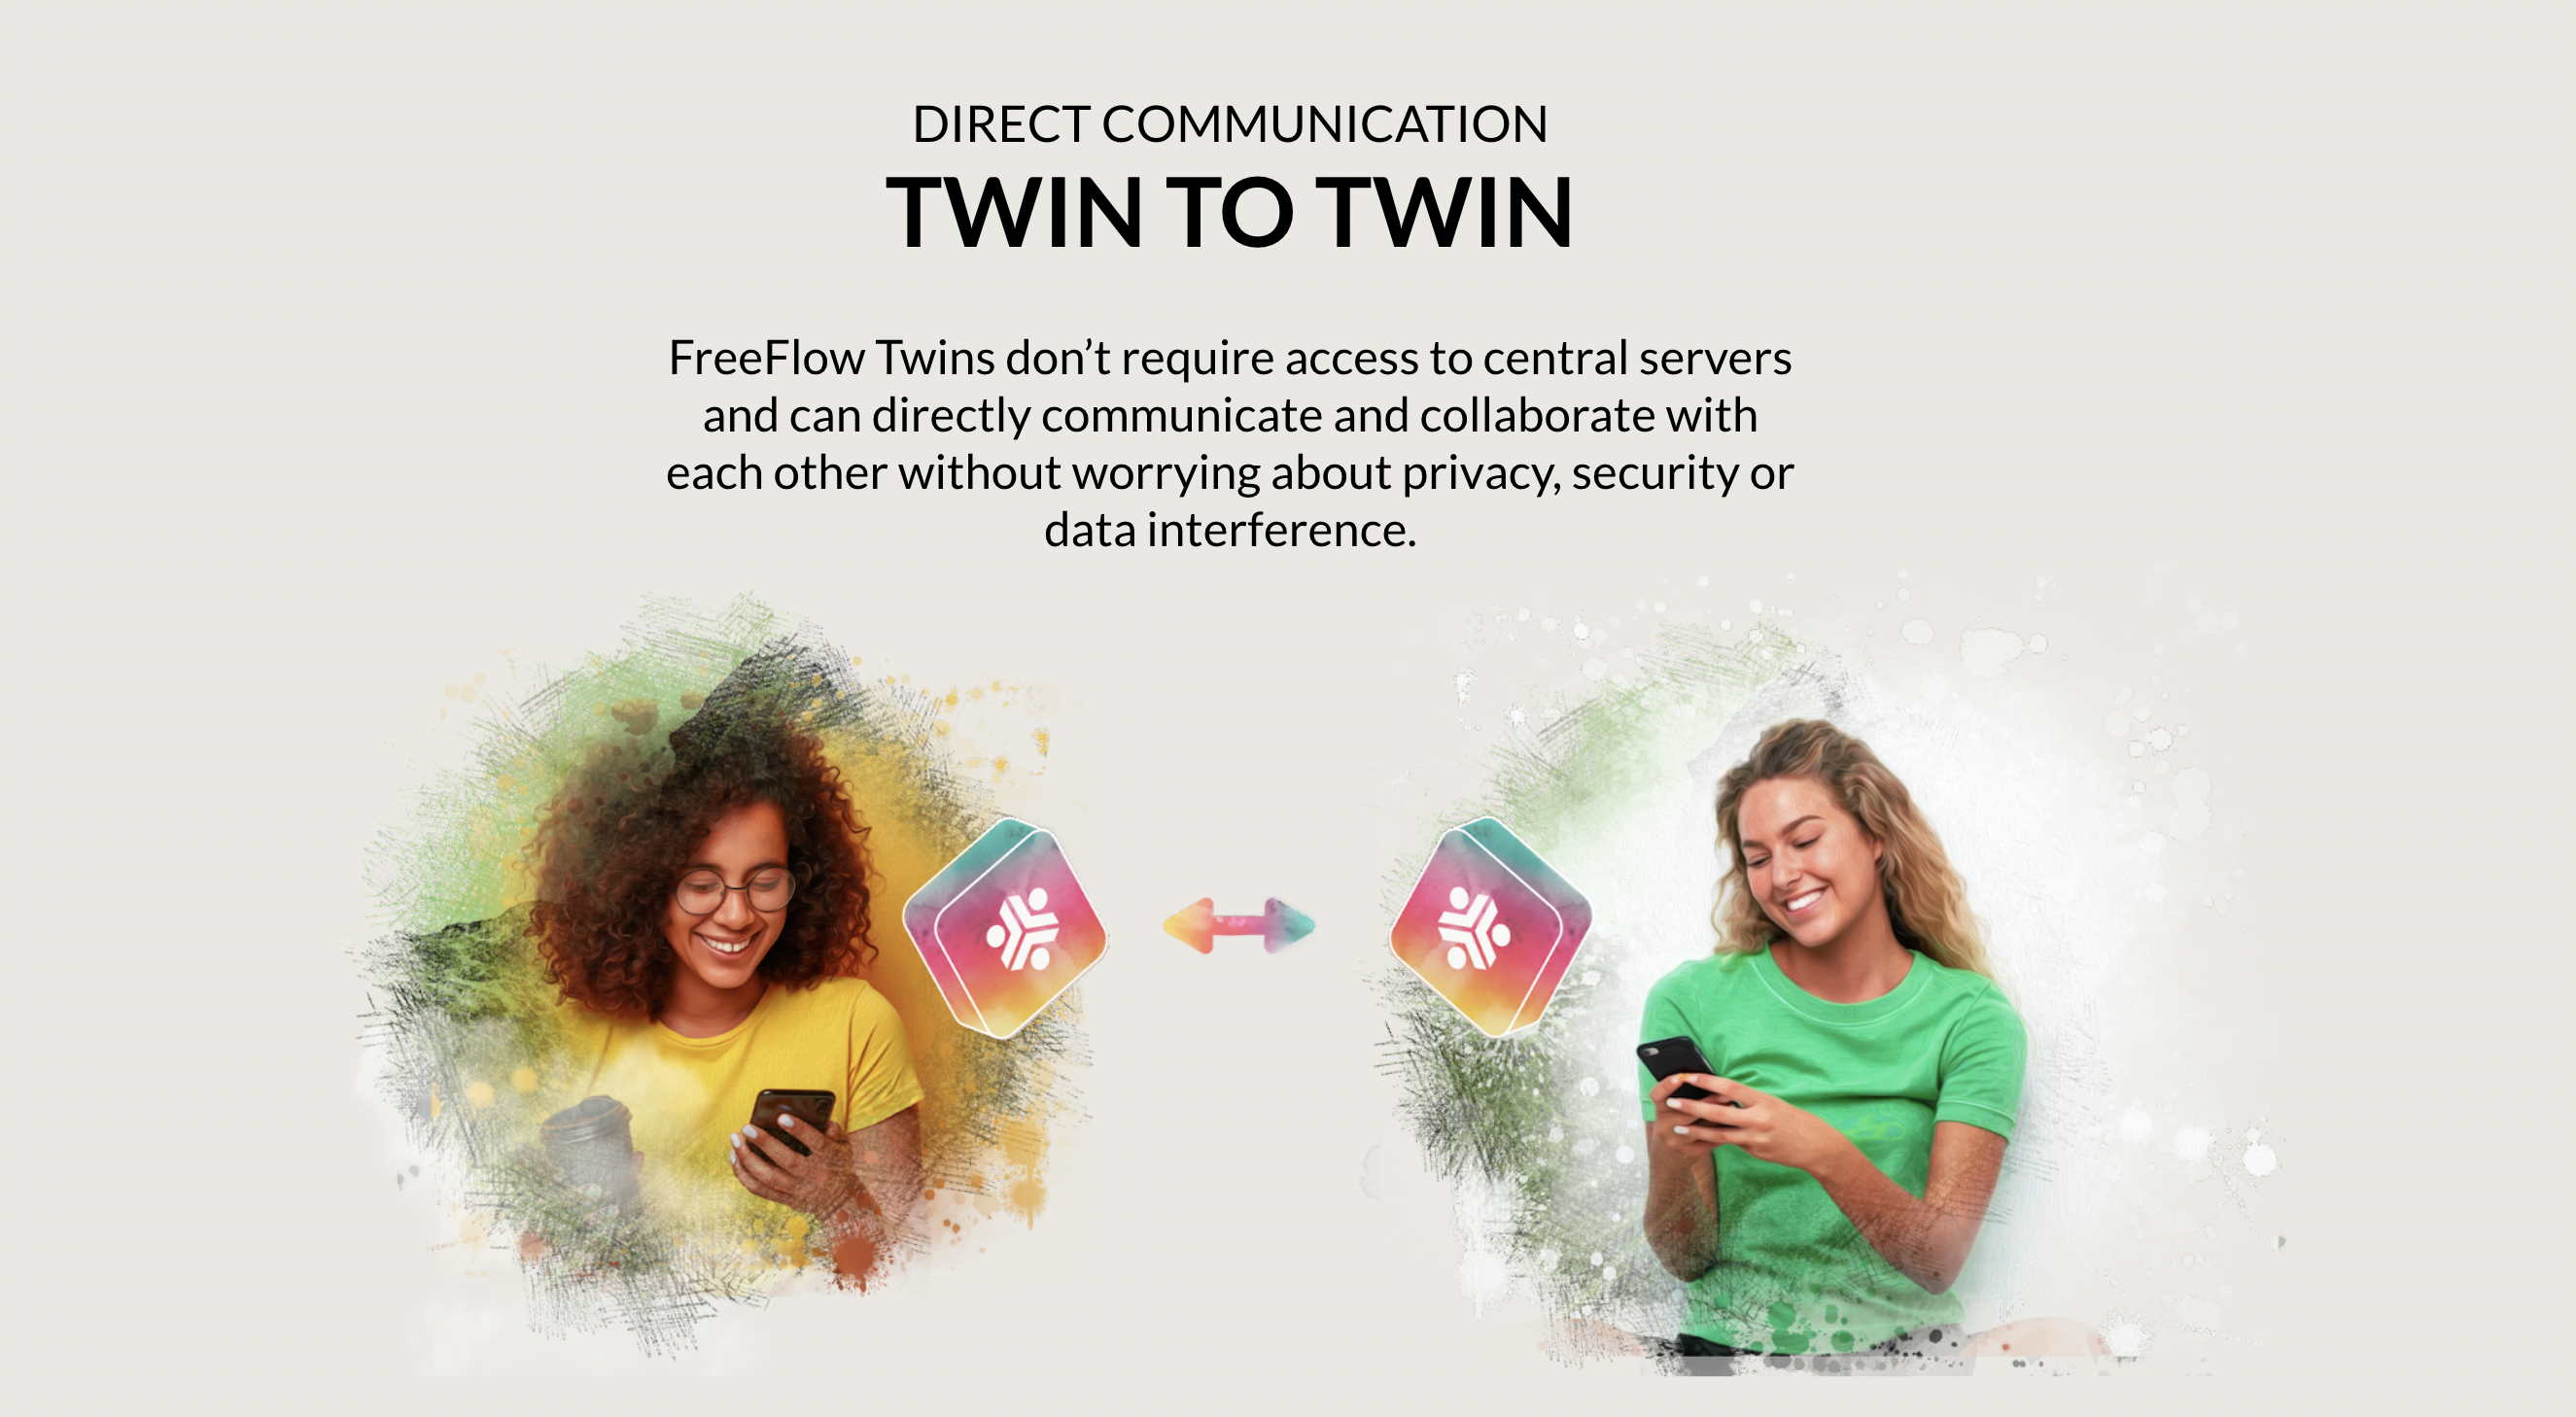 DIRECT COMMUNICATION
TWIN TO TWIN
FreeFlow Twins don’t require access to central servers
and can directly communicate and collaborate with
each other without worrying about privacy, security or
data interference.